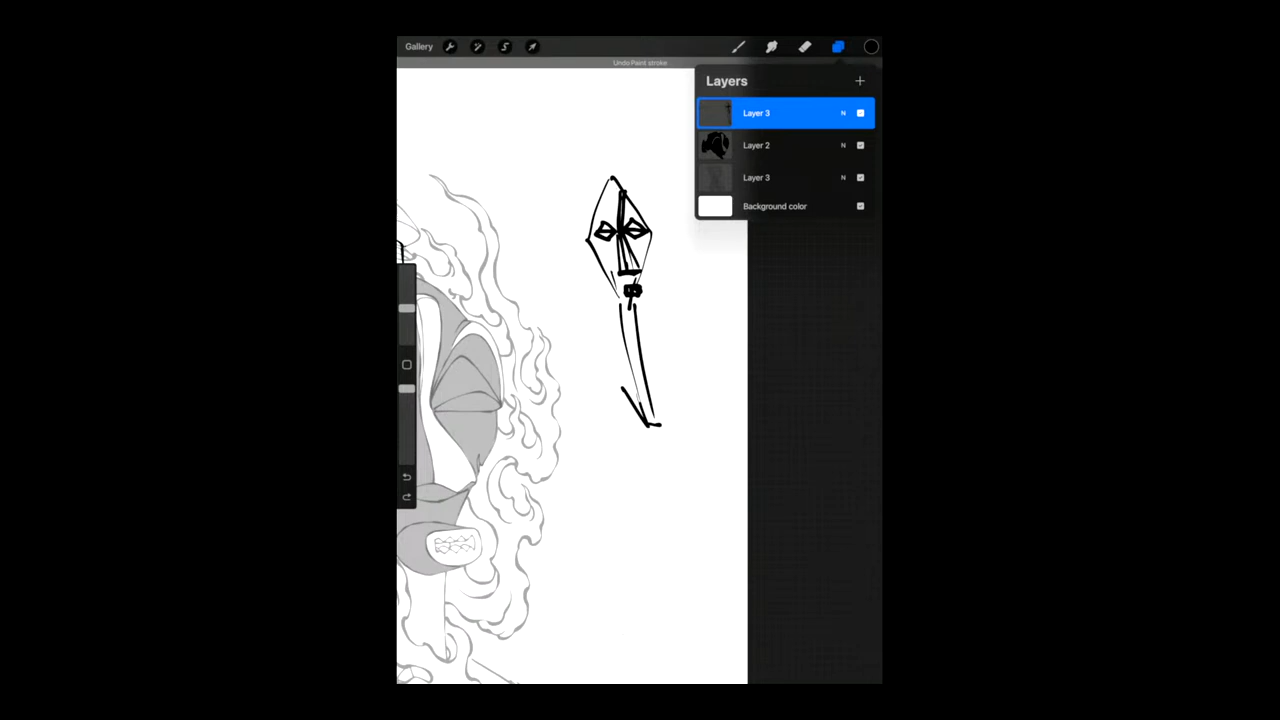 Gallery
Undo Paint stroke
Layers
Layer 3 N
Layer 2 N
Layer 3 N
Background color